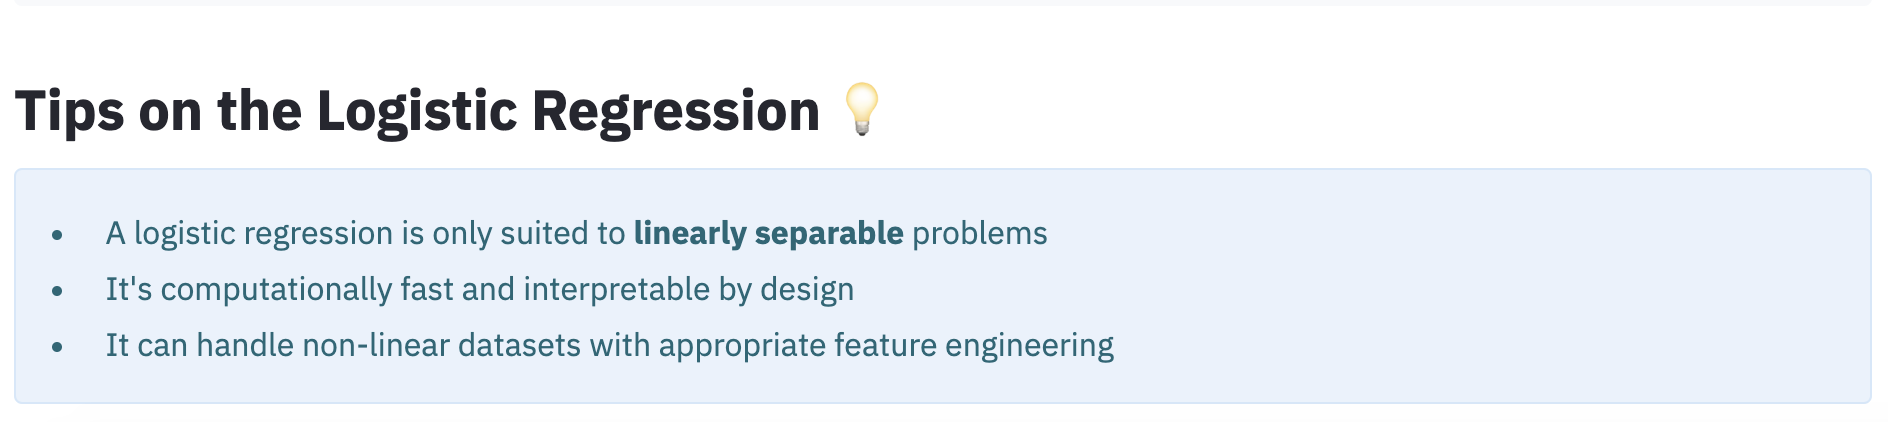 Tips on the Logistic Regression 💡
• A logistic regression is only suited to linearly separable problems
• It's computationally fast and interpretable by design
• It can handle non-linear datasets with appropriate feature engineering